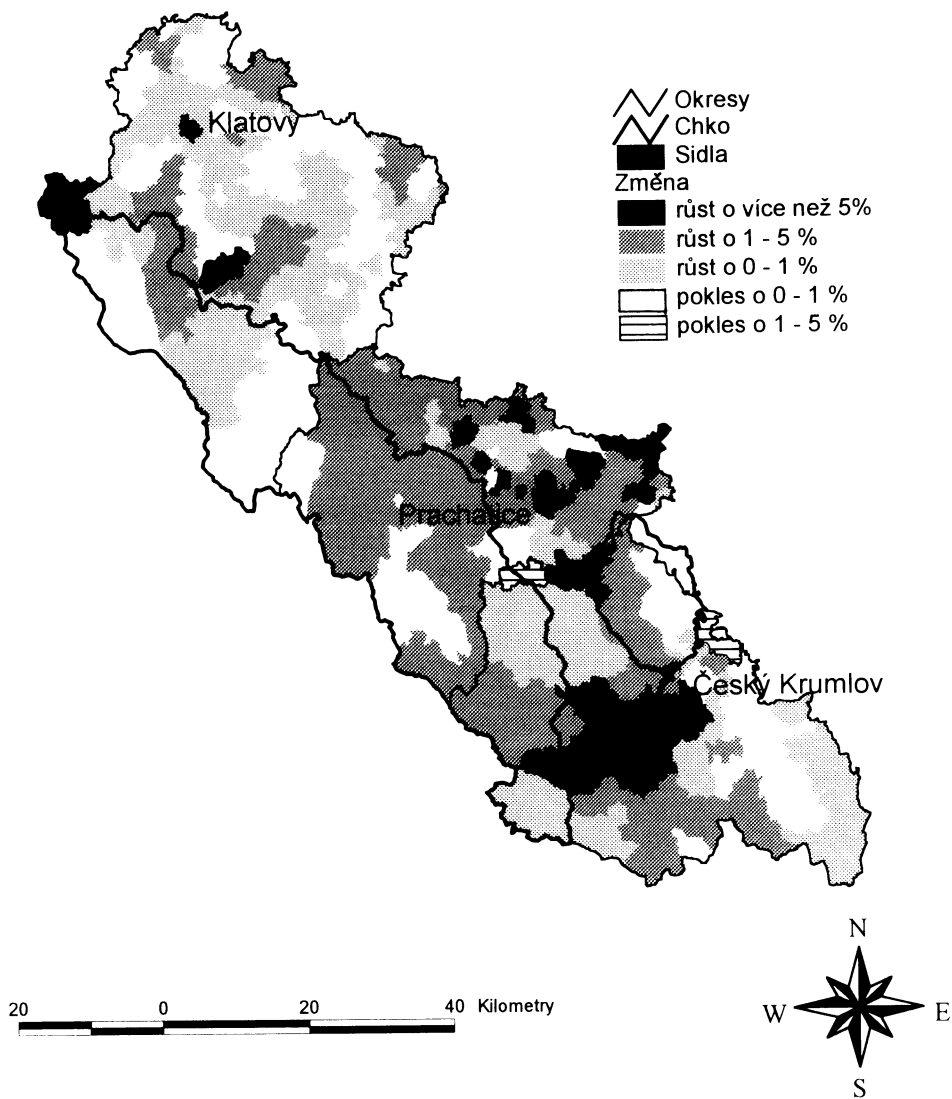 Klatovy
Okresy
Chko
Sidla
Změna
růst o více než 5%
růst o 1 - 5 %
růst o 0 - 1 %
pokles o 0 - 1 %
pokles o 1 - 5 %
Prachatice
Český Krumlov
N
W
E
S
20 0 20 40 Kilometry